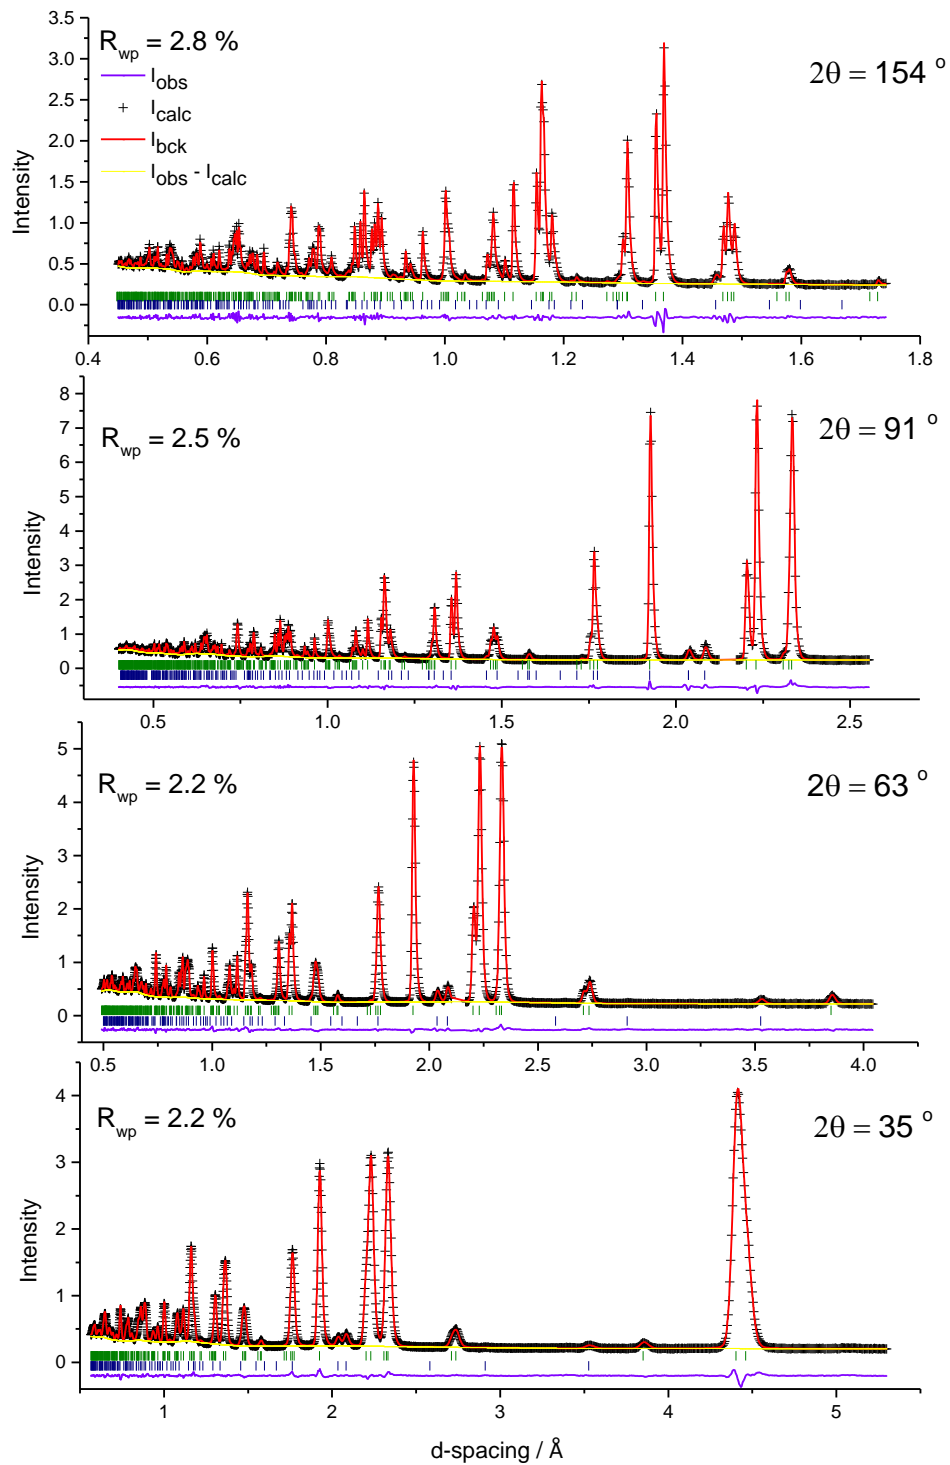 3.5
R_wp = 2.8 %
2θ = 154 °
3.0
I_obs
I_calc
2.5
I_bck
2.0
I_obs - I_calc
Intensity
1.5
1.0
0.5
0.0
0.4 0.6 0.8 1.0 1.2 1.4 1.6 1.8
8
R_wp = 2.5 %
2θ = 91 °
7
6
5
Intensity
4
3
2
1
0
0.5 1.0 1.5 2.0 2.5
5
R_wp = 2.2 %
2θ = 63 °
4
3
Intensity
2
1
0
0.5 1.0 1.5 2.0 2.5 3.0 3.5 4.0
4
R_wp = 2.2 %
2θ = 35 °
3
Intensity
2
1
0
1 2 3 4 5
d-spacing / Å